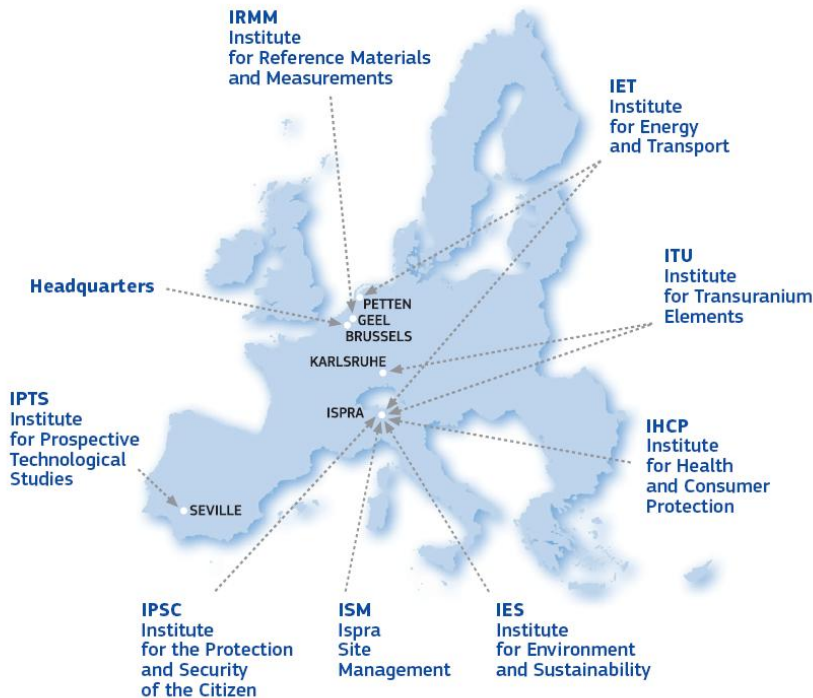 IRMM
Institute
for Reference Materials
and Measurements
IET
Institute
for Energy
and Transport
ITU
Institute
for Transuranium
Elements
Headquarters
PETTEN
GEEL
BRUSSELS
KARLSRUHE
ISPRA
IPTS
Institute
for Prospective
Technological
Studies
SEVILLE
IHCP
Institute
for Health
and Consumer
Protection
IPSC
Institute
for the Protection
and Security
of the Citizen
ISM
Ispra
Site
Management
IES
Institute
for Environment
and Sustainability